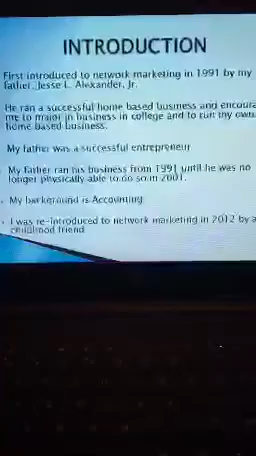 INTRODUCTION
First introduced to network marketing in 1991 by my
father, Jesse L. Alexander, Jr.
He ran a successful home based business and encoura
me to major in business in college and to run my own
home based business.
My father was a successful entrepreneur
My father ran his business from 1991 until he was no
longer physically able to do so in 2001.
My background is Accounting
I was re-introduced to network marketing in 2012 by a
childhood friend